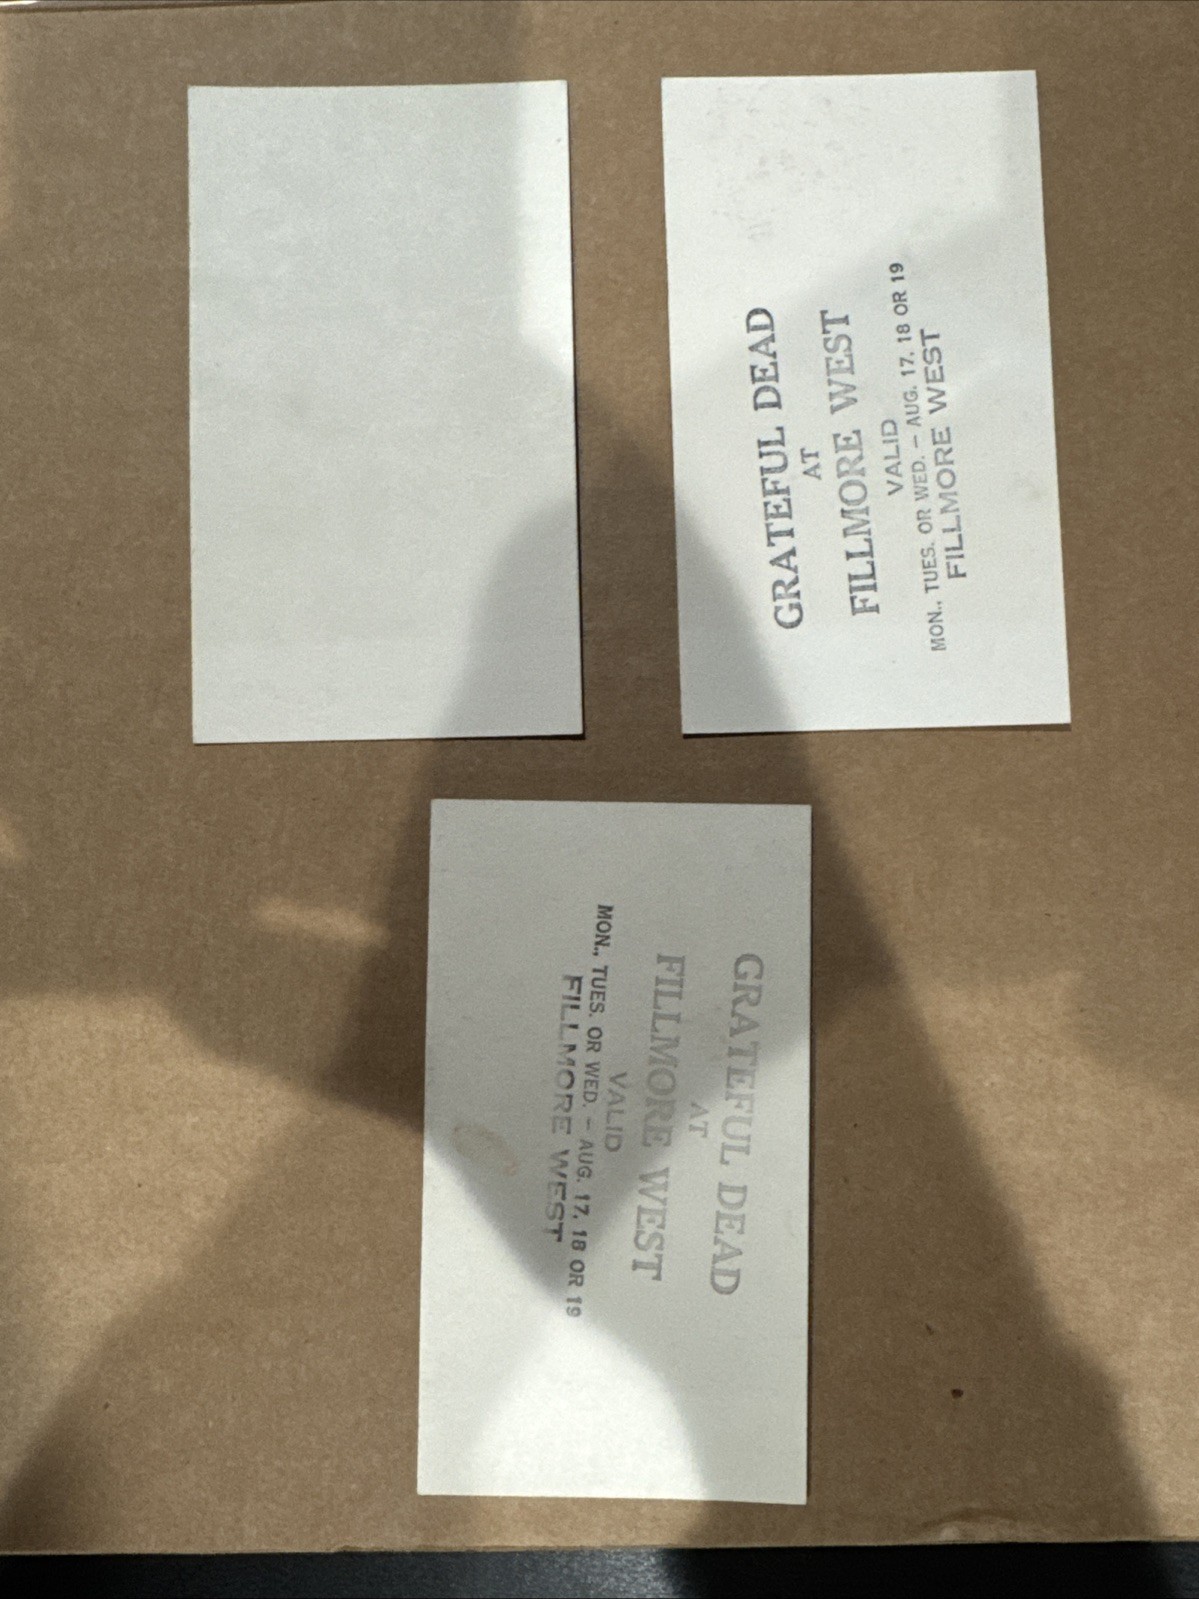 GRATEFUL DEAD
AT
FILLMORE WEST
VALID
MON., TUES. OR WED. – AUG. 17, 18 OR 19
FILLMORE WEST
GRATEFUL DEAD
AT
FILLMORE WEST
VALID
MON., TUES. OR WED. – AUG. 17, 18 OR 19
FILLMORE WEST